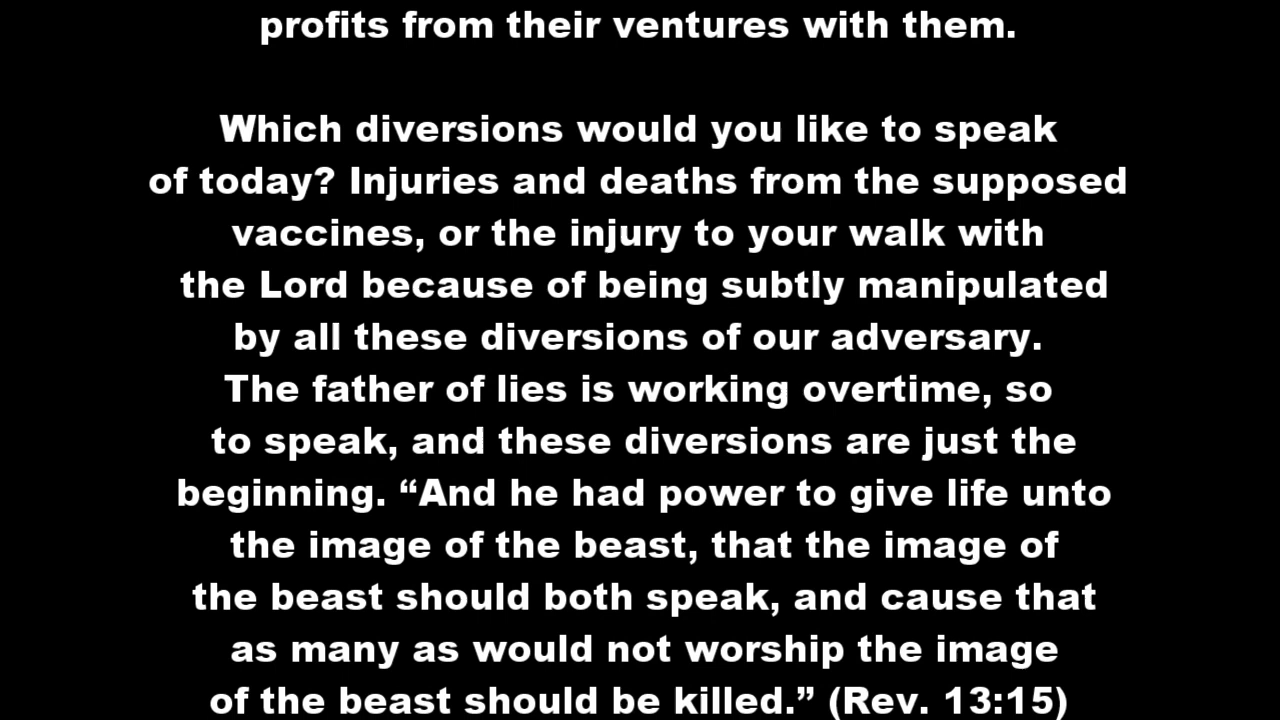 profits from their ventures with them.
Which diversions would you like to speak
of today? Injuries and deaths from the supposed
vaccines, or the injury to your walk with
the Lord because of being subtly manipulated
by all these diversions of our adversary.
The father of lies is working overtime, so
to speak, and these diversions are just the
beginning. “And he had power to give life unto
the image of the beast, that the image of
the beast should both speak, and cause that
as many as would not worship the image
of the beast should be killed.” (Rev. 13:15)